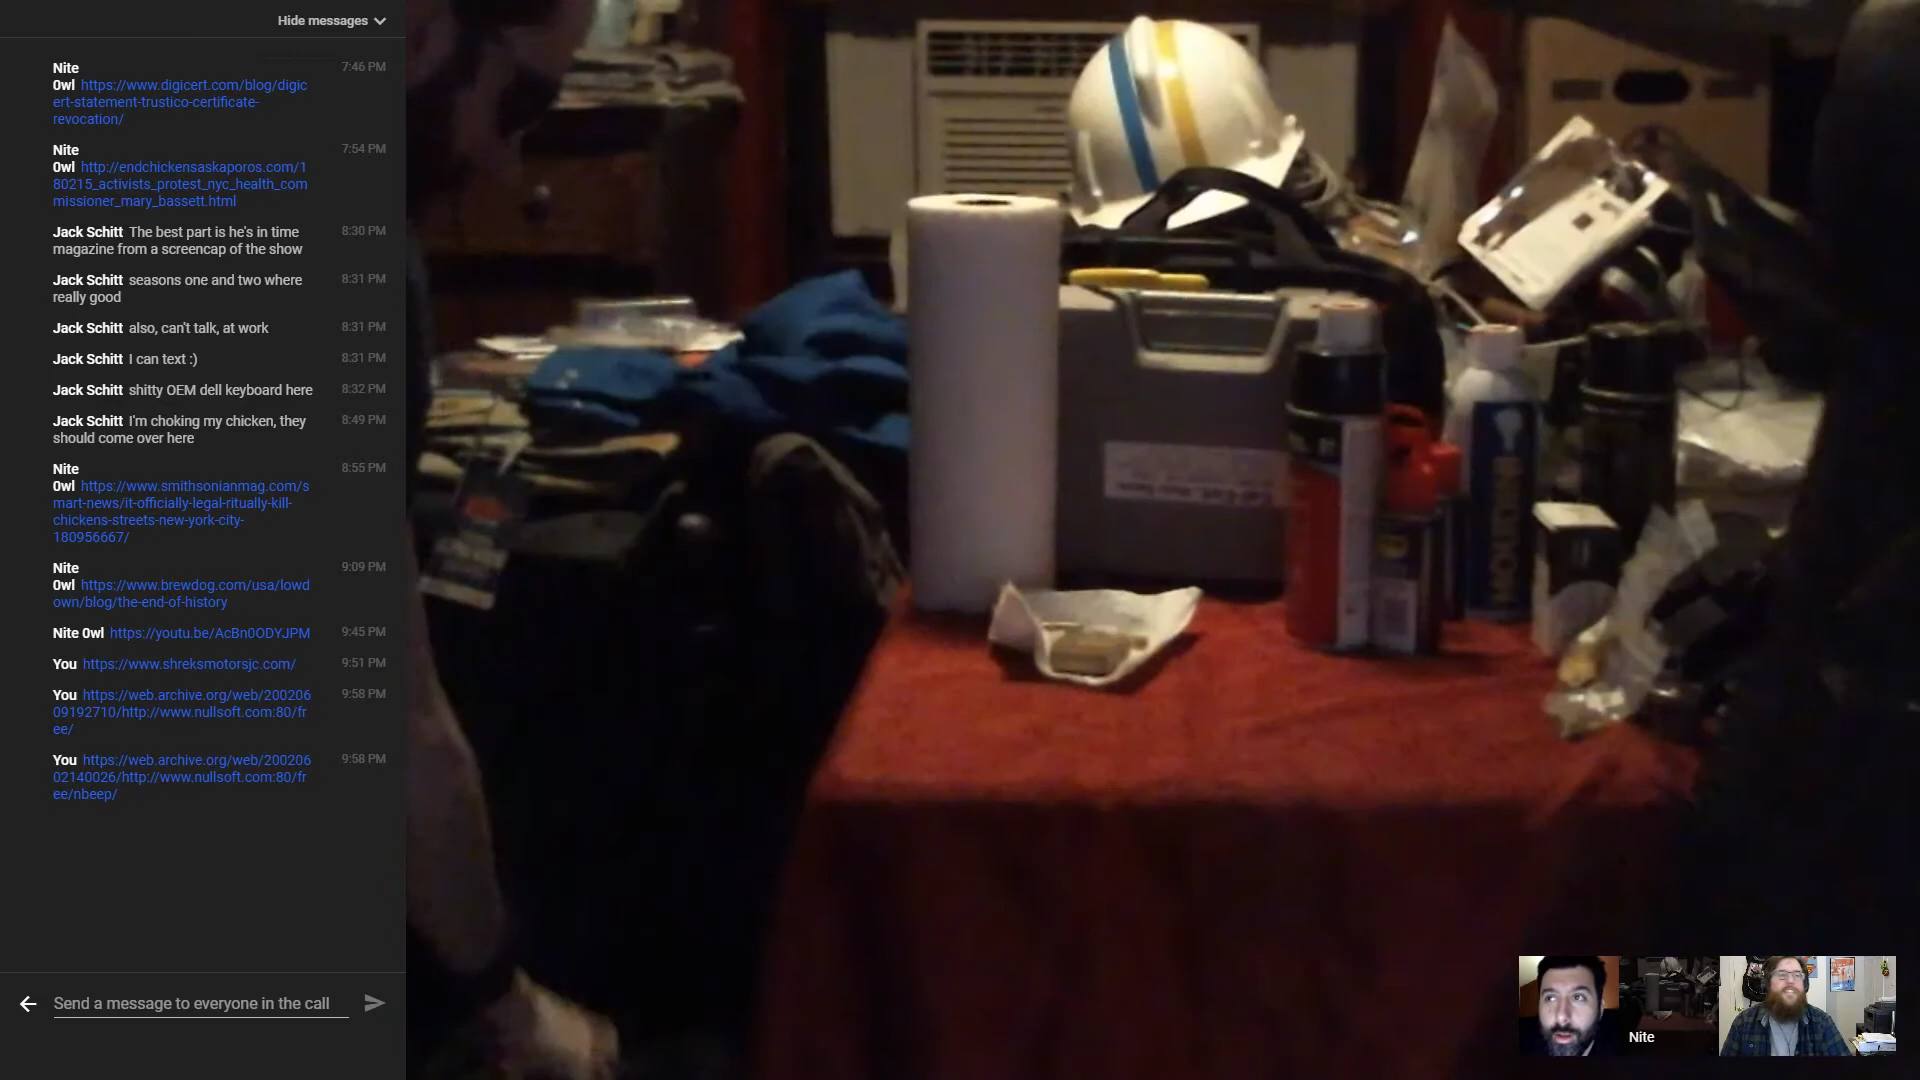 Hide messages
Nite 7:46 PM
0wl https://www.digicert.com/blog/digic
ert-statement-trustico-certificate-
revocation/
Nite 7:54 PM
0wl http://endchickensaskaporos.com/1
80215_activists_protest_nyc_health_com
missioner_mary_bassett.html
Jack Schitt The best part is he's in time 8:30 PM
magazine from a screencap of the show
Jack Schitt seasons one and two where 8:31 PM
really good
Jack Schitt also, can't talk, at work 8:31 PM
Jack Schitt I can text :) 8:31 PM
Jack Schitt shitty OEM dell keyboard here 8:32 PM
Jack Schitt I'm choking my chicken, they 8:49 PM
should come over here
Nite 8:55 PM
0wl https://www.smithsonianmag.com/s
mart-news/it-officially-legal-ritually-kill-
chickens-streets-new-york-city-
180956667/
Nite 9:09 PM
0wl https://www.brewdog.com/usa/lowd
own/blog/the-end-of-history
Nite 0wl https://youtu.be/AcBn0ODYJPM 9:45 PM
You https://www.shreksmotorsjc.com/ 9:51 PM
You https://web.archive.org/web/200206 9:58 PM
09192710/http://www.nullsoft.com:80/fr
ee/
You https://web.archive.org/web/200206 9:58 PM
02140026/http://www.nullsoft.com:80/fr
ee/nbeep/
Send a message to everyone in the call
Nite